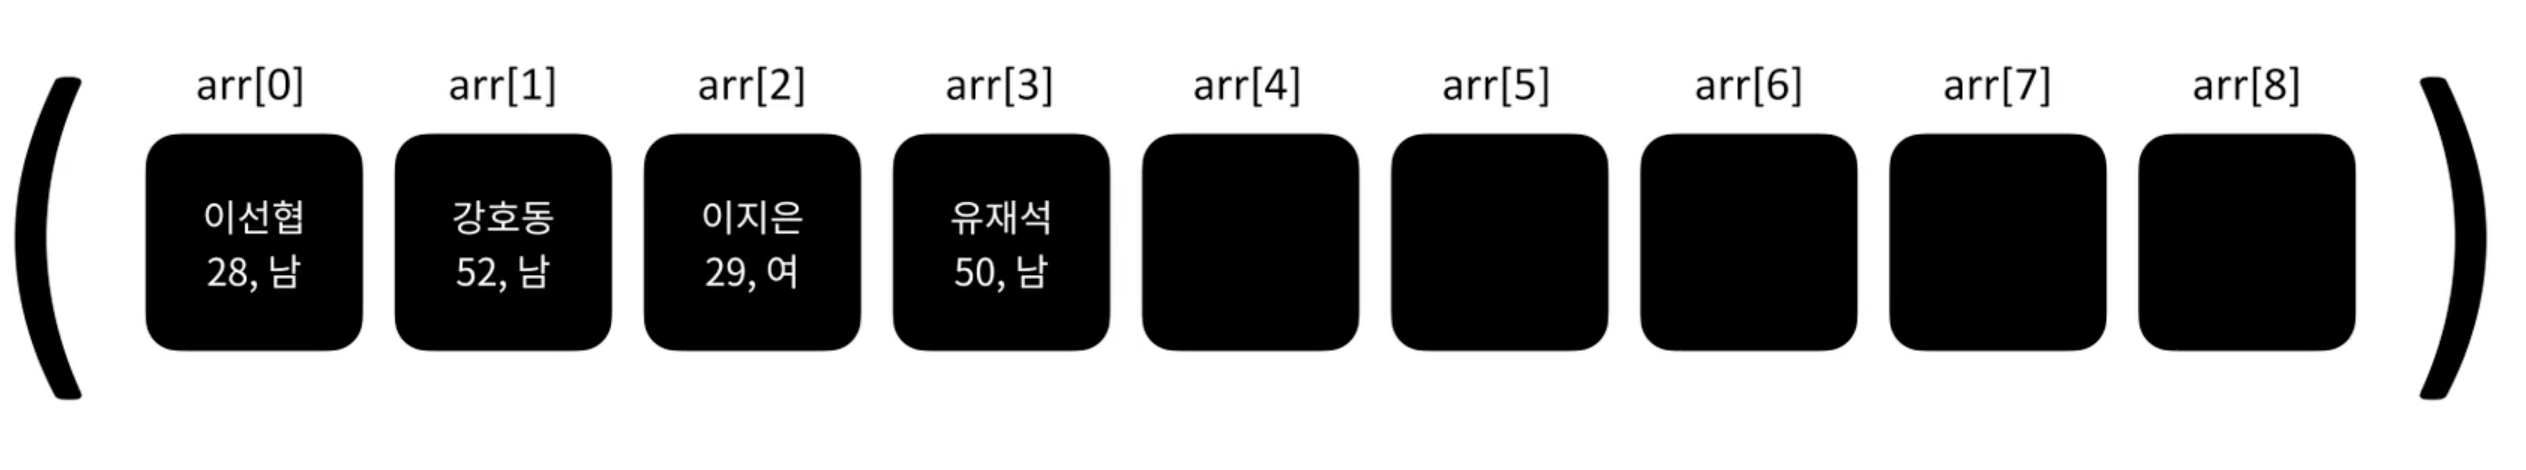 arr[0] arr[1] arr[2] arr[3] arr[4] arr[5] arr[6] arr[7] arr[8]
이선협 강호동 이지은 유재석
28, 남 52, 남 29, 여 50, 남